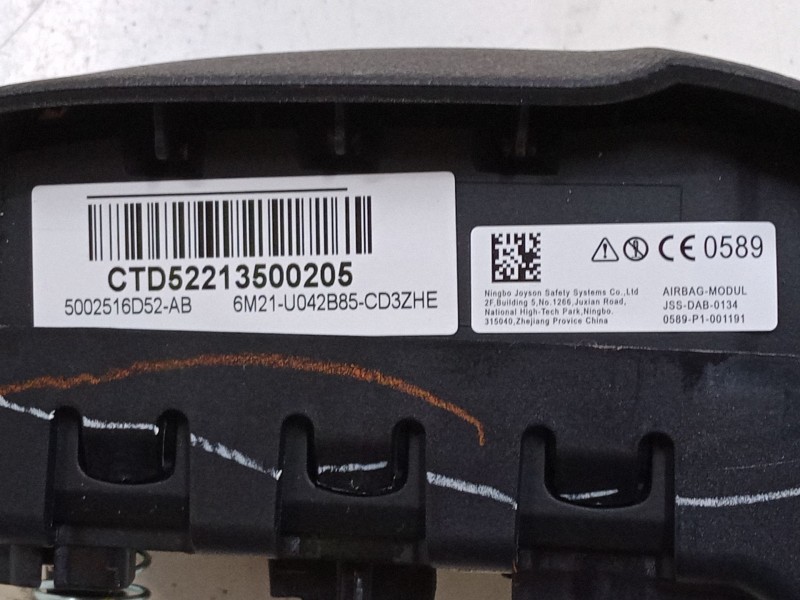 CTD52213500205
5002516D52-AB 6M21-U042B85-CD3ZHE
CE 0589
Ningbo Joyson Safety Systems Co.,Ltd
2F,Building 5,No.1266,Juxian Road,
National High-Tech Park,Ningbo.
315040,Zhejiang Provice China
AIRBAG-MODUL
JSS-DAB-0134
0589-P1-001191